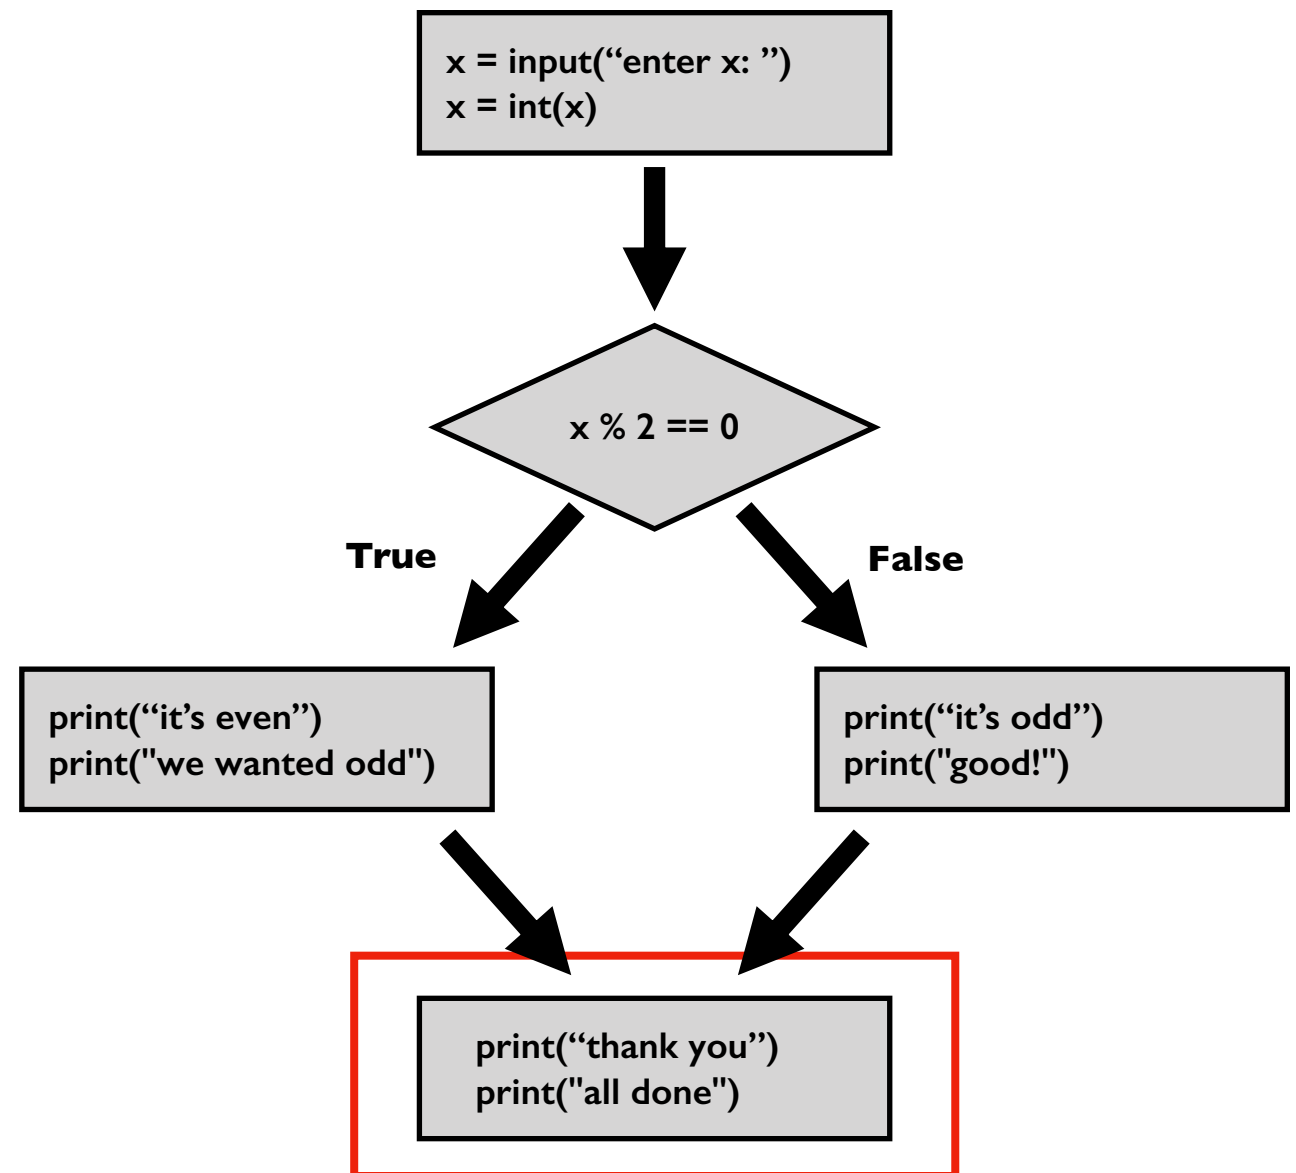 x = input(“enter x: ”)
x = int(x)
x % 2 == 0
True
False
print(“it’s even”)
print("we wanted odd")
print(“it’s odd”)
print("good!")
print(“thank you”)
print("all done")